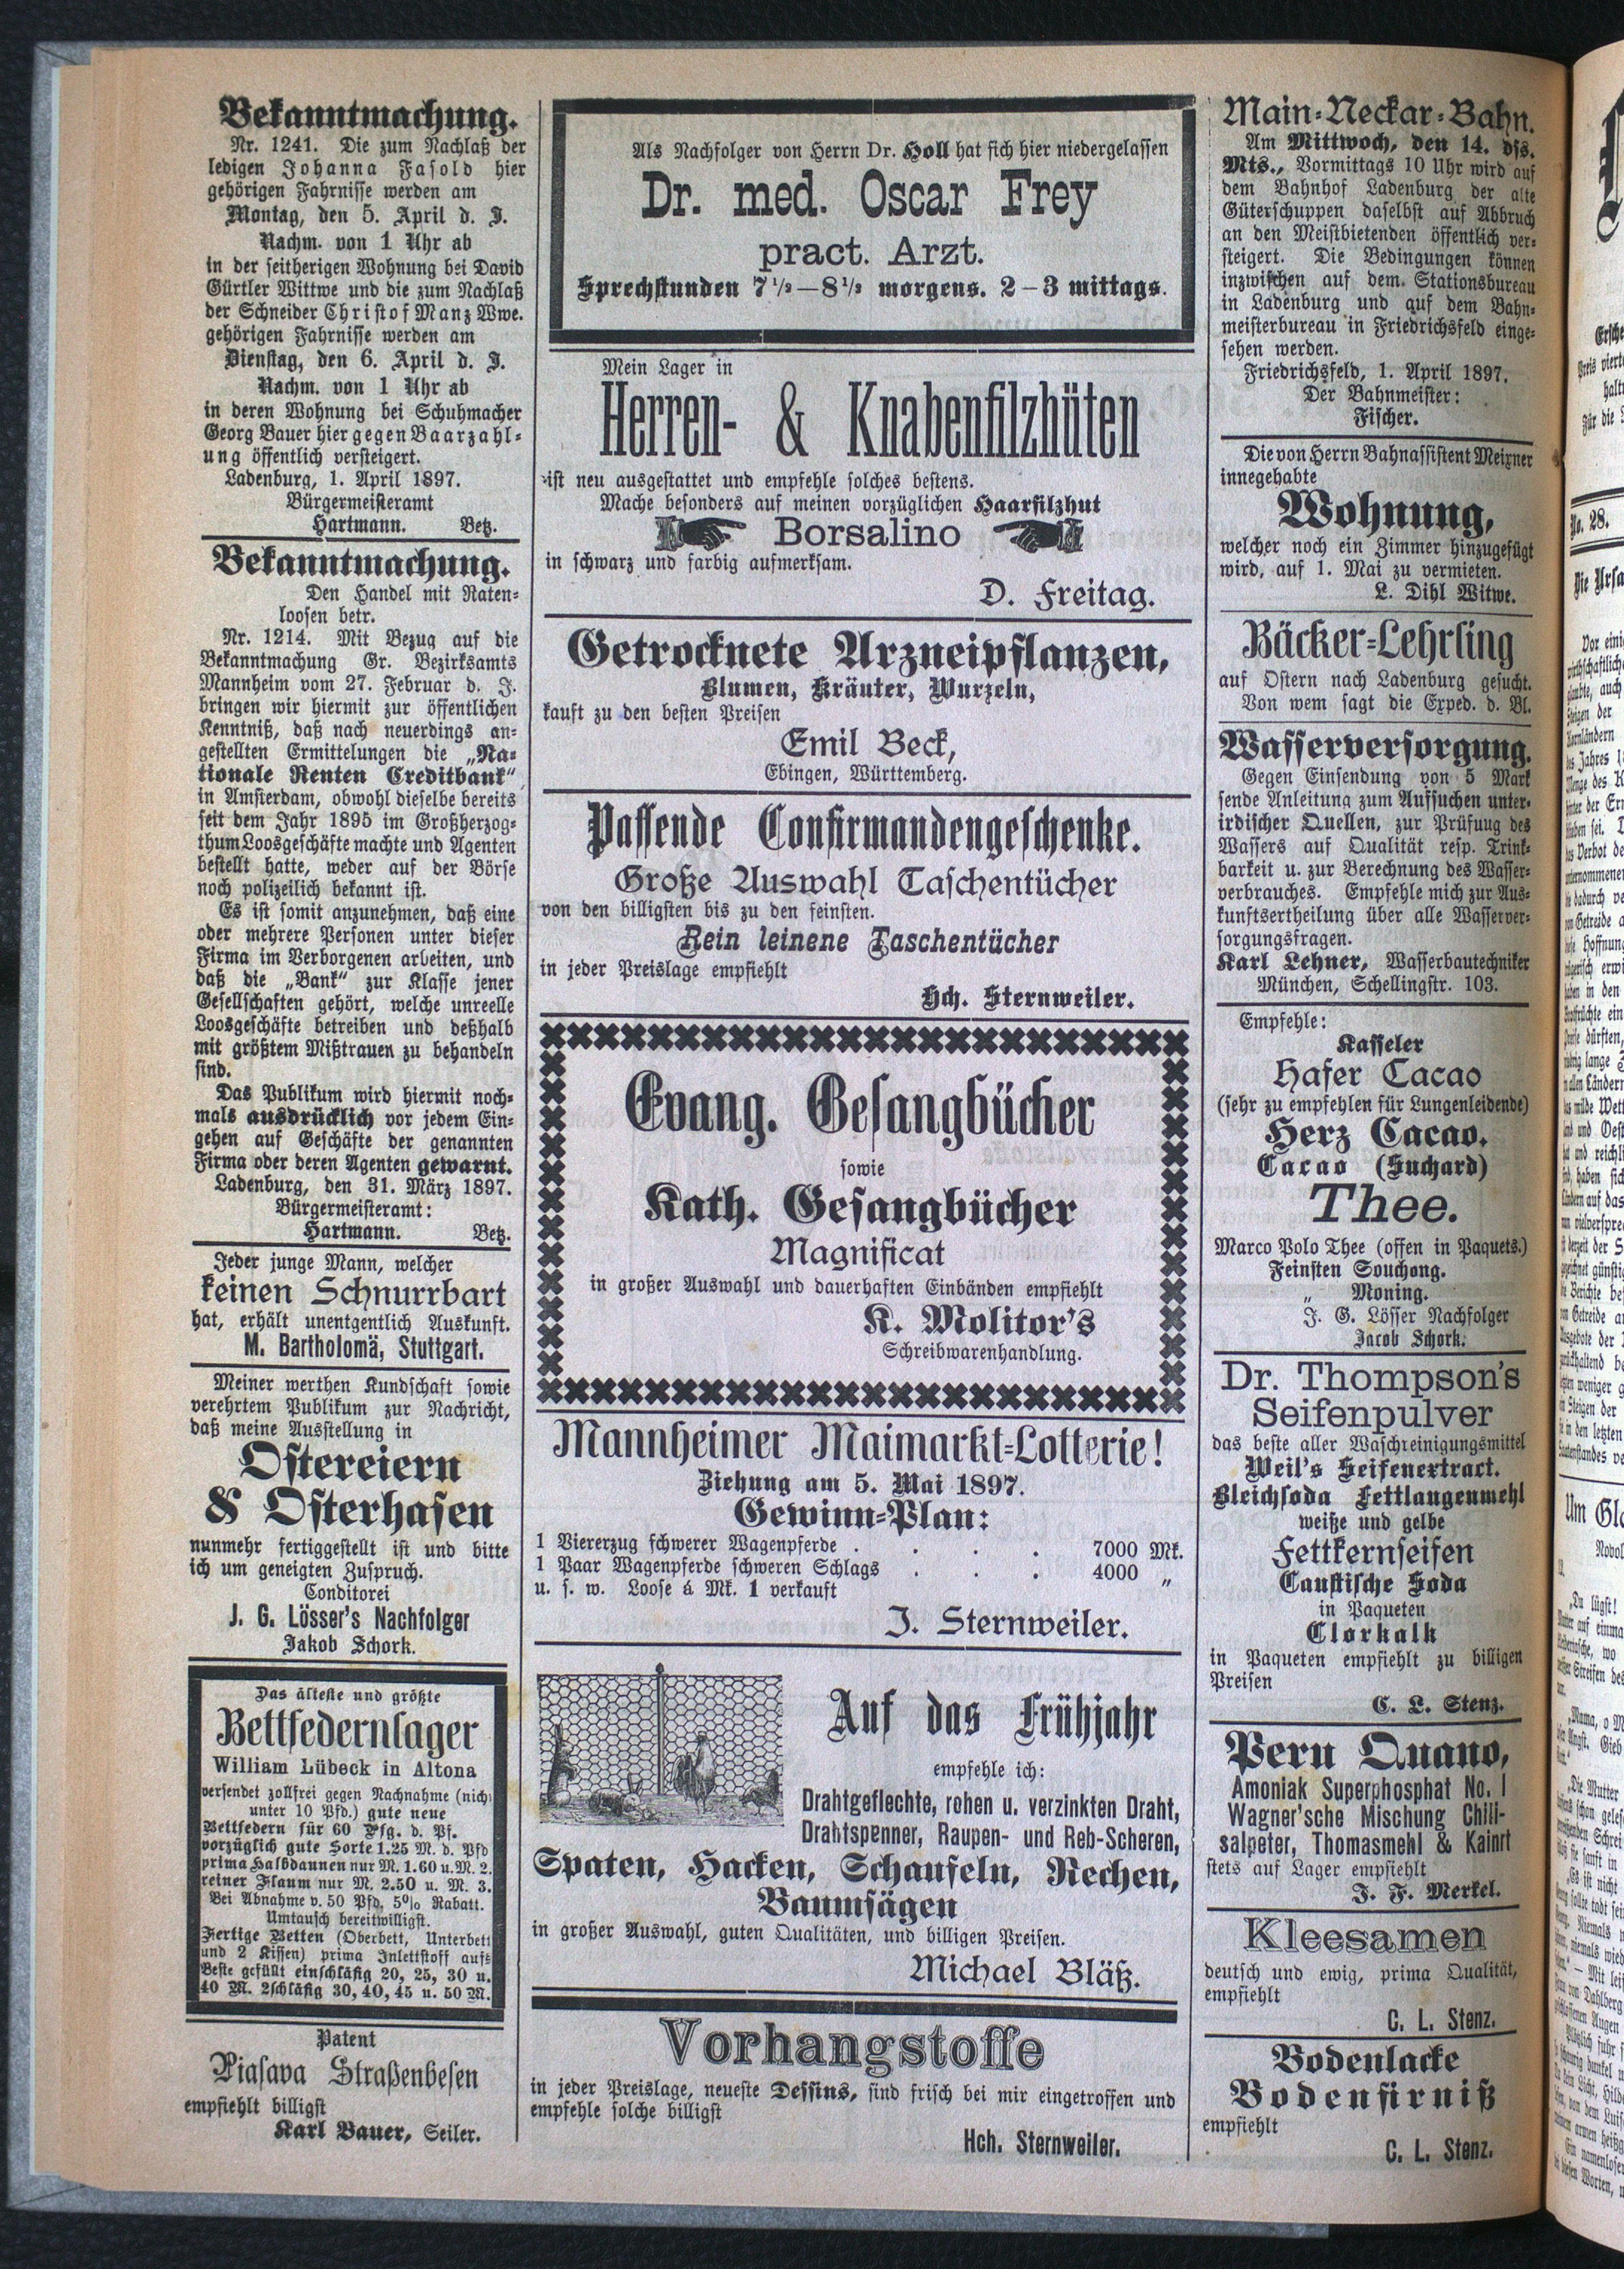 Bekanntmachung.
Nr. 1241. Die zum Nachlaß der
ledigen Johanna Fasold hier
gehörigen Fahrnisse werden am
Montag, den 5. April d. J.
Nachm. von 1 Uhr ab
in der seitherigen Wohnung bei David
Gürtler Wittwe und die zum Nachlaß
der Schneider Christof Manz Wwe.
gehörigen Fahrnisse werden am
Dienstag, den 6. April d. J.
Nachm. von 1 Uhr ab
in deren Wohnung bei Schuhmacher
Georg Bauer hier gegen Baarzahl-
ung öffentlich versteigert.
Ladenburg, 1. April 1897.
Bürgermeisteramt
Hartmann. Betz.
Bekanntmachung.
Den Handel mit Raten-
loosen betr.
Nr. 1214. Mit Bezug auf die
Bekanntmachung Gr. Bezirksamts
Mannheim vom 27. Februar d. J.
bringen wir hiermit zur öffentlichen
Kenntniß, daß nach neuerdings an-
gestellten Ermittelungen die „Na-
tionale Renten Creditbank"
in Amsterdam, obwohl dieselbe bereits
seit dem Jahr 1895 im Großherzog-
thum Loosgeschäfte machte und Agenten
bestellt hatte, weder auf der Börse
noch polizeilich bekannt ist.
Es ist somit anzunehmen, daß eine
oder mehrere Personen unter dieser
Firma im Verborgenen arbeiten, und
daß die „Bank" zur Klasse jener
Gesellschaften gehört, welche unreelle
Loosgeschäfte betreiben und deßhalb
mit größtem Mißtrauen zu behandeln
sind.
Das Publikum wird hiermit noch-
mals ausdrücklich vor jedem Ein-
gehen auf Geschäfte der genannten
Firma oder deren Agenten gewarnt.
Ladenburg, den 31. März 1897.
Bürgermeisteramt:
Hartmann. Betz.
Jeder junge Mann, welcher
keinen Schnurrbart
hat, erhält unentgentlich Auskunft.
M. Bartholomä, Stuttgart.
Meiner werthen Kundschaft sowie
verehrtem Publikum zur Nachricht,
daß meine Ausstellung in
Ostereiern
& Osterhasen
nunmehr fertiggestellt ist und bitte
ich um geneigten Zuspruch.
Conditorei
J. G. Lösser's Nachfolger
Jakob Schork.
Das älteste und größte
Bettfedernlager
William Lübeck in Altona
versendet zollfrei gegen Nachnahme (nich
unter 10 Pfd.) gute neue
Bettfedern für 60 Pfg. d. Pf.
vorzüglich gute Sorte 1.25 M. d. Pfd
prima Halbdaunen nur M. 1.60 u. M. 2.
reiner Flaum nur M. 2.50 u. M. 3.
Bei Abnahme v. 50 Pfd. 5% Rabatt.
Umtausch bereitwilligst.
Fertige Betten (Oberbett, Unterbett
und 2 Kissen) prima Inlettstoff aufs
Beste gefüllt einschläfig 20, 25, 30 u.
40 M. 2schläfig 30, 40, 45 u. 50 M.
Patent
Piasava Straßenbesen
empfiehlt billigst
Karl Bauer, Seiler.
Als Nachfolger von Herrn Dr. Holl hat sich hier niedergelassen
Dr. med. Oscar Frey
pract. Arzt.
Sprechstunden 7 1/2—8 1/2 morgens. 2—3 mittags.
Mein Lager in
Herren- & Knabenfilzhüten
ist neu ausgestattet und empfehle solches bestens.
Mache besonders auf meinen vorzüglichen Haarfilzhut
Borsalino
in schwarz und farbig aufmerksam.
D. Freitag.
Getrocknete Arzneipflanzen,
Blumen, Kräuter, Wurzeln,
kauft zu den besten Preisen
Emil Beck,
Ebingen, Württemberg.
Passende Confirmandengeschenke.
Große Auswahl Taschentücher
von den billigsten bis zu den feinsten.
Rein leinene Taschentücher
in jeder Preislage empfiehlt
Hch. Sternweiler.
Evang. Gesangbücher
sowie
Kath. Gesangbücher
Magnificat
in großer Auswahl und dauerhaften Einbänden empfiehlt
K. Molitor's
Schreibwarenhandlung.
Mannheimer Maimarkt-Lotterie!
Ziehung am 5. Mai 1897.
Gewinn-Plan:
1 Viererzug schwerer Wagenpferde . . . . 7000 Mk.
1 Paar Wagenpferde schweren Schlags . . . 4000 „
u. s. w. Loose á Mk. 1 verkauft
J. Sternweiler.
Auf das Frühjahr
empfehle ich:
Drahtgeflechte, rohen u. verzinkten Draht,
Drahtspenner, Raupen- und Reb-Scheren,
Spaten, Hacken, Schaufeln, Rechen,
Baumsägen
in großer Auswahl, guten Qualitäten, und billigen Preisen.
Michael Bläß.
Vorhangstoffe
in jeder Preislage, neueste Dessins, sind frisch bei mir eingetroffen und
empfehle solche billigst
Hch. Sternweiler.
Main-Neckar-Bahn.
Am Mittwoch, den 14. dss.
Mts., Vormittags 10 Uhr wird auf
dem Bahnhof Ladenburg der alte
Güterschuppen daselbst auf Abbruch
an den Meistbietenden öffentlich ver-
steigert. Die Bedingungen können
inzwischen auf dem Stationsbureau
in Ladenburg und auf dem Bahn-
meisterbureau in Friedrichsfeld einge-
sehen werden.
Friedrichsfeld, 1. April 1897.
Der Bahnmeister:
Fischer.
Die von Herrn Bahnassistent Meixner
innegehabte
Wohnung,
welcher noch ein Zimmer hinzugefügt
wird, auf 1. Mai zu vermieten.
L. Dihl Witwe.
Bäcker-Lehrling
auf Ostern nach Ladenburg gesucht.
Von wem sagt die Exped. d. Bl.
Wasserversorgung.
Gegen Einsendung von 5 Mark
sende Anleitung zum Aufsuchen unter-
irdischer Quellen, zur Prüfung des
Wassers auf Qualität resp. Trink-
barkeit u. zur Berechnung des Wasser-
verbrauches. Empfehle mich zur Aus-
kunftsertheilung über alle Wasserver-
sorgungsfragen.
Karl Lehner, Wasserbautechniker
München, Schellingstr. 103.
Empfehle:
Kasseler
Hafer Cacao
(sehr zu empfehlen für Lungenleidende)
Herz Cacao.
Cacao (Suchard)
Thee.
Marco Polo Thee (offen in Paquets.)
Feinsten Souchong.
„ Moning.
J. G. Lösser Nachfolger
Jacob Schork.
Dr. Thompson's
Seifenpulver
das beste aller Waschreinigungsmittel
Weil's Seifenextract.
Bleichsoda Fettlaugenmehl
weiße und gelbe
Fettkernseifen
Caustische Soda
in Paqueten
Clorkalk
in Paqueten empfiehlt zu billigen
Preisen
C. L. Stenz.
Peru Quano,
Amoniak Superphosphat No. I
Wagner'sche Mischung Chili-
salpeter, Thomasmehl & Kainit
stets auf Lager empfiehlt
J. F. Merkel.
Kleesamen
deutsch und ewig, prima Qualität,
empfiehlt
C. L. Stenz.
Bodenlacke
Bodenfirniß
empfiehlt
C. L. Stenz.
No. 28.